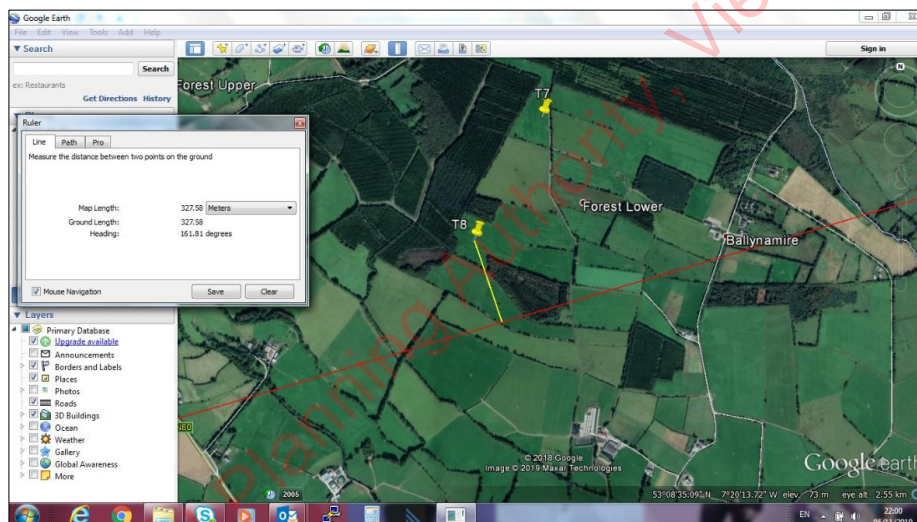 Google Earth
File Edit View Tools Add Help
Search
Sign in
Search
ex: Restaurants
Get Directions History
Ruler
Line Path Pro
Measure the distance between two points on the ground
Map Length: 327.58 Meters
Ground Length: 327.58
Heading: 161.81 degrees
Mouse Navigation Save Clear
Layers
Primary Database
Upgrade available
Announcements
Borders and Labels
Places
Photos
Roads
3D Buildings
Ocean
Weather
Gallery
Global Awareness
More
Forest Upper
T7
T8
Forest Lower
Ballynamire
N80
Planning Authority, Vie
© 2018 Google
Image © 2019 Maxar Technologies
Google earth
2005
53°08'35.09" N 7°20'13.72" W elev 73 m eye alt 2.55 km
EN
22:00